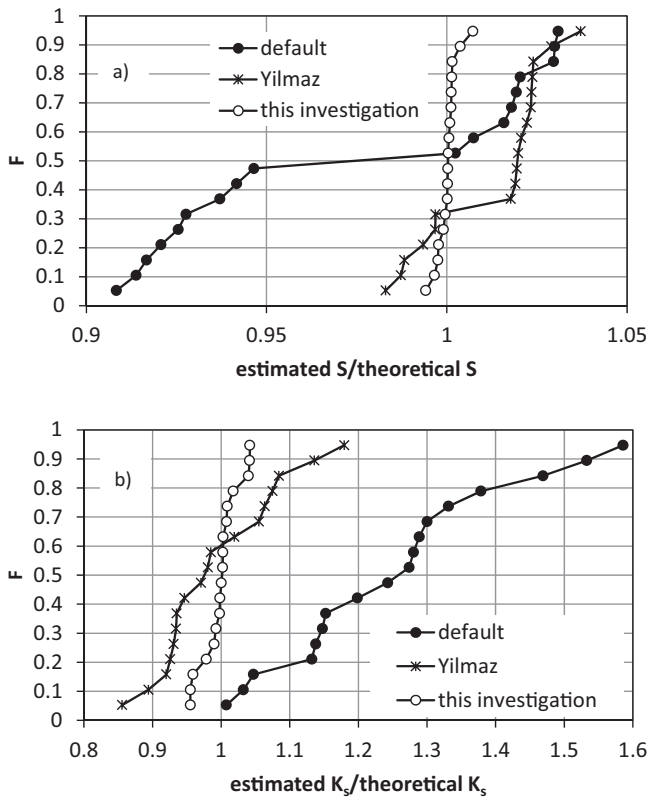 1
0.9
0.8
0.7
0.6
0.5
0.4
0.3
0.2
0.1
0
F
a)
default
Yilmaz
this investigation
0.9 0.95 1 1.05
estimated S/theoretical S
1
0.9
0.8
0.7
0.6
0.5
0.4
0.3
0.2
0.1
0
F
b)
default
Yilmaz
this investigation
0.8 0.9 1 1.1 1.2 1.3 1.4 1.5 1.6
estimated Kₛ/theoretical Kₛ